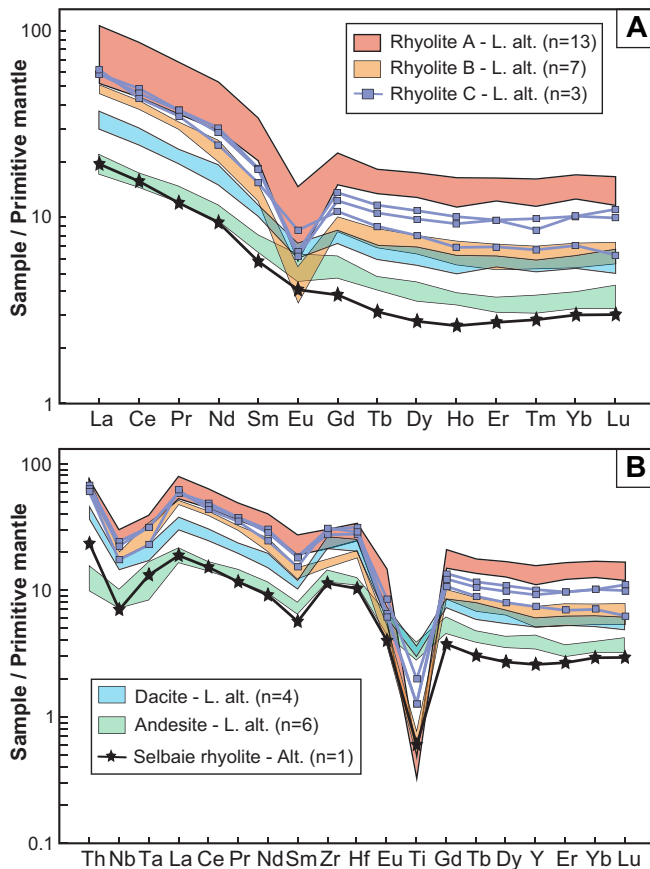 A
Sample / Primitive mantle
100
10
1
Rhyolite A - L. alt. (n=13)
Rhyolite B - L. alt. (n=7)
Rhyolite C - L. alt. (n=3)
La Ce Pr Nd Sm Eu Gd Tb Dy Ho Er Tm Yb Lu
B
Sample / Primitive mantle
100
10
1
0.1
Dacite - L. alt. (n=4)
Andesite - L. alt. (n=6)
Selbaie rhyolite - Alt. (n=1)
Th Nb Ta La Ce Pr Nd Sm Zr Hf Eu Ti Gd Tb Dy Y Er Yb Lu